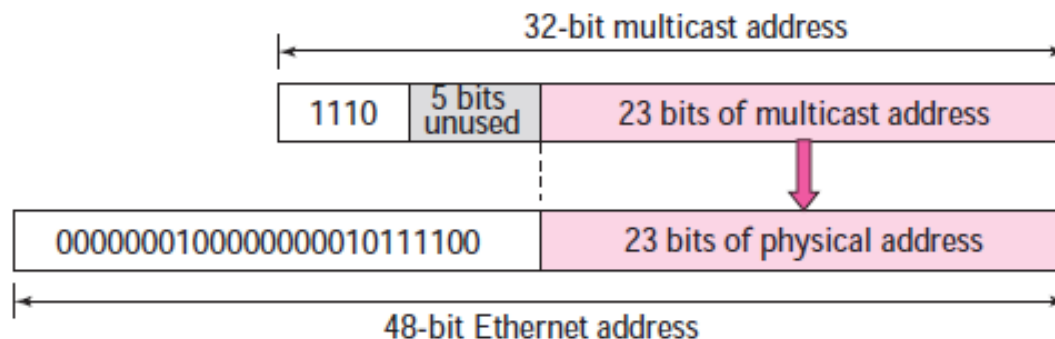 32-bit multicast address
1110
5 bits
unused
23 bits of multicast address
0000000100000000010111100
23 bits of physical address
48-bit Ethernet address